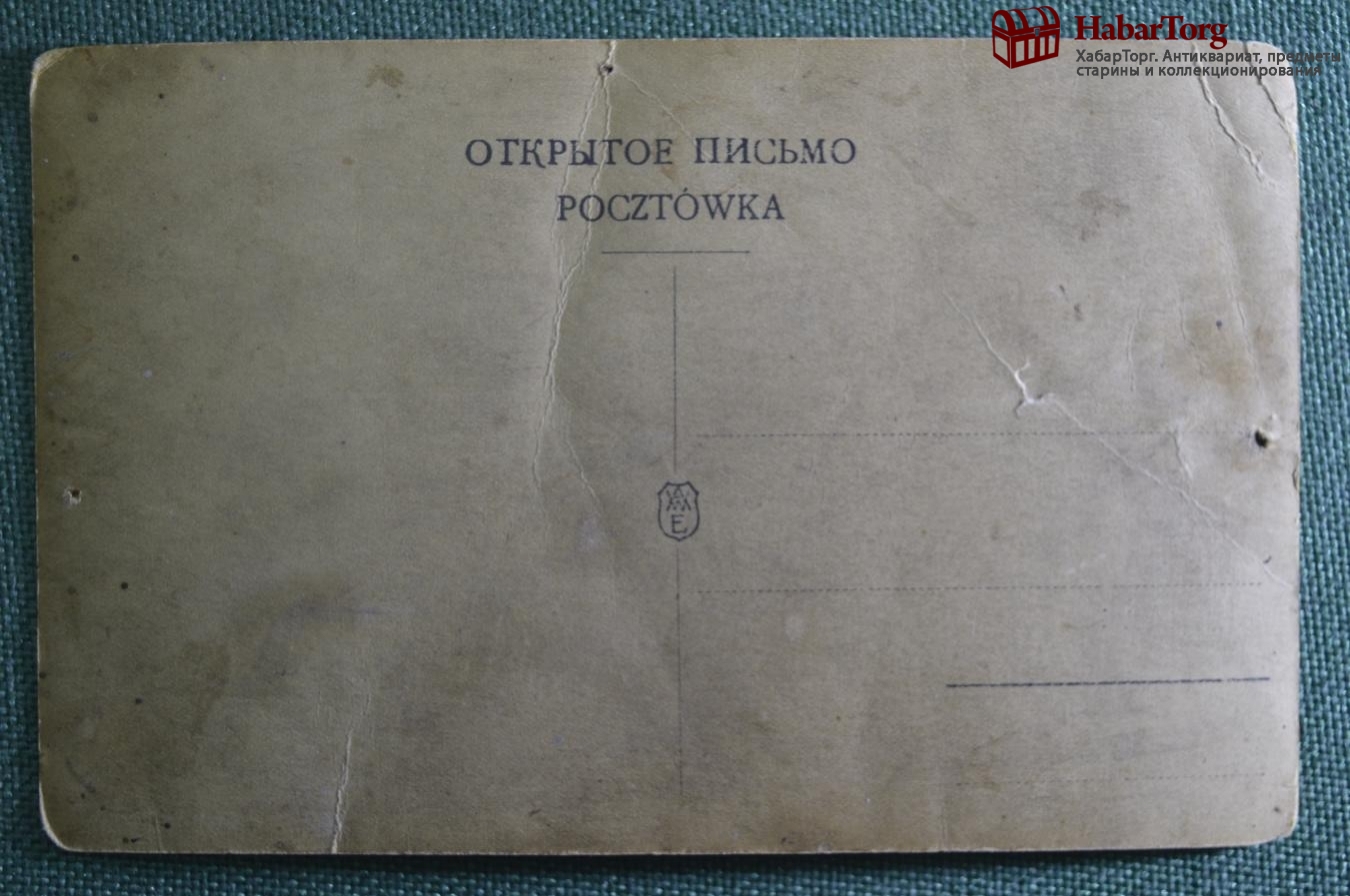 HabarTorg
ХабарТорг. Антиквариат, предметы
старины и коллекционирования
ОТКРЫТОЕ ПИСЬМО
POCZTÓWKA
E